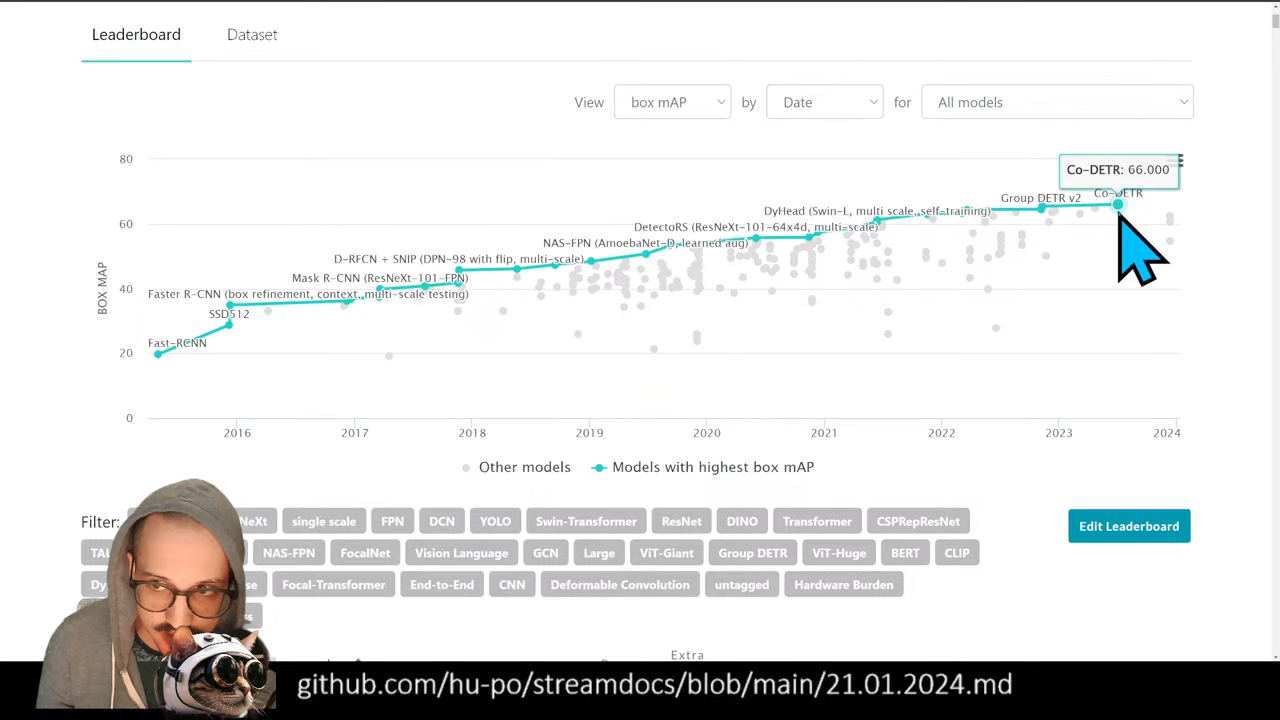 Leaderboard Dataset
View box mAP by Date for All models
80
60
40
20
0
BOX MAP
Co-DETR: 66.000
Co-DETR
Group DETR v2
DyHead (Swin-L, multi scale, self-training)
DetectoRS (ResNeXt-101-64x4d, multi-scale)
NAS-FPN (AmoebaNet-D, learned aug)
D-RFCN + SNIP (DPN-98 with flip, multi-scale)
Mask R-CNN (ResNeXt-101-FPN)
Faster R-CNN (box refinement, context, multi-scale testing)
SSD512
Fast-RCNN
2016 2017 2018 2019 2020 2021 2022 2023 2024
Other models Models with highest box mAP
Filter: NeXt single scale FPN DCN YOLO Swin-Transformer ResNet DINO Transformer CSPRepResNet
Edit Leaderboard
TAL NAS-FPN FocalNet Vision Language GCN Large ViT-Giant Group DETR ViT-Huge BERT CLIP
Dy se Focal-Transformer End-to-End CNN Deformable Convolution untagged Hardware Burden
Extra
github.com/hu-po/streamdocs/blob/main/21.01.2024.md